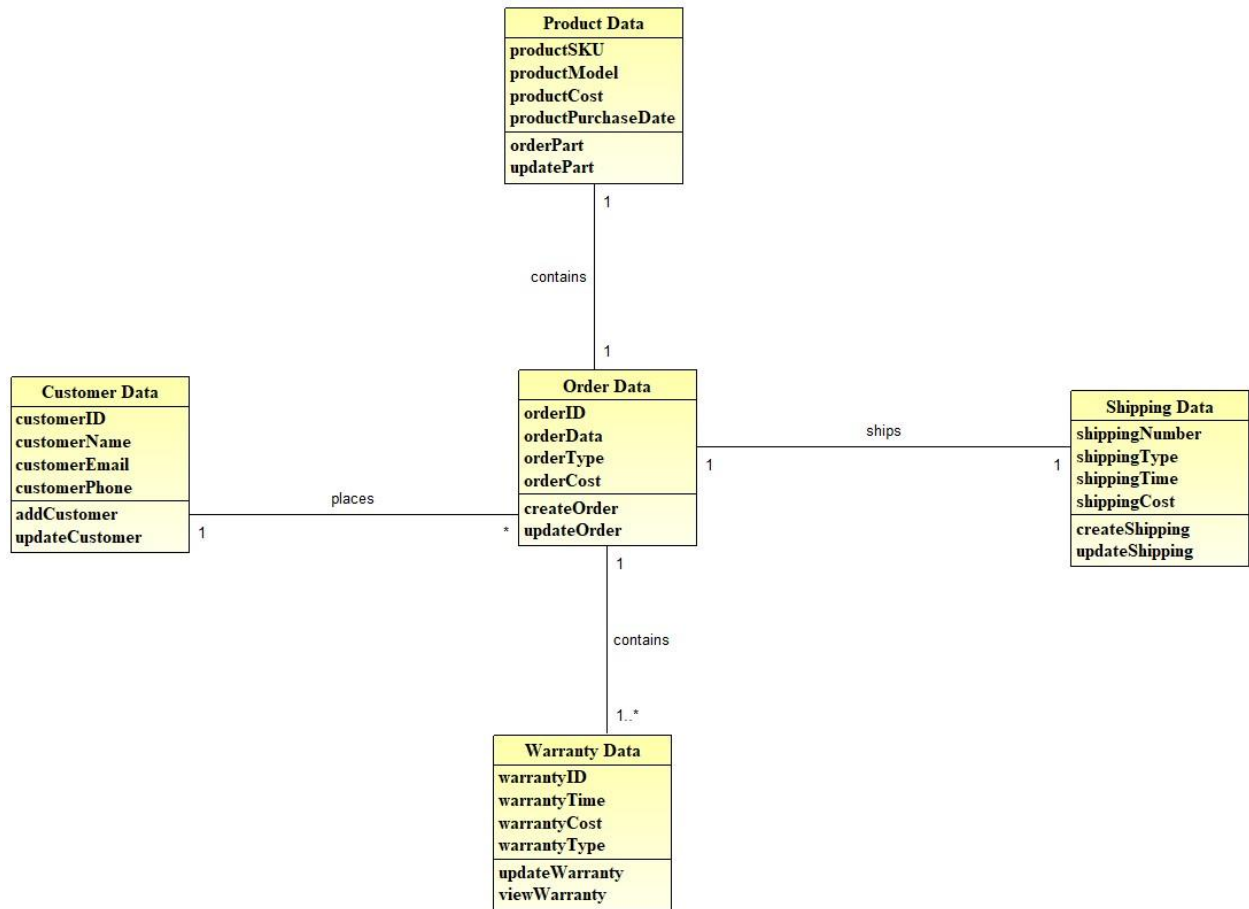 Product Data
productSKU
productModel
productCost
productPurchaseDate
orderPart
updatePart
1
contains
1
Customer Data
customerID
customerName
customerEmail
customerPhone
addCustomer
updateCustomer
1
places
*
Order Data
orderID
orderData
orderType
orderCost
createOrder
updateOrder
1
ships
1
Shipping Data
shippingNumber
shippingType
shippingTime
shippingCost
createShipping
updateShipping
1
contains
1..*
Warranty Data
warrantyID
warrantyTime
warrantyCost
warrantyType
updateWarranty
viewWarranty